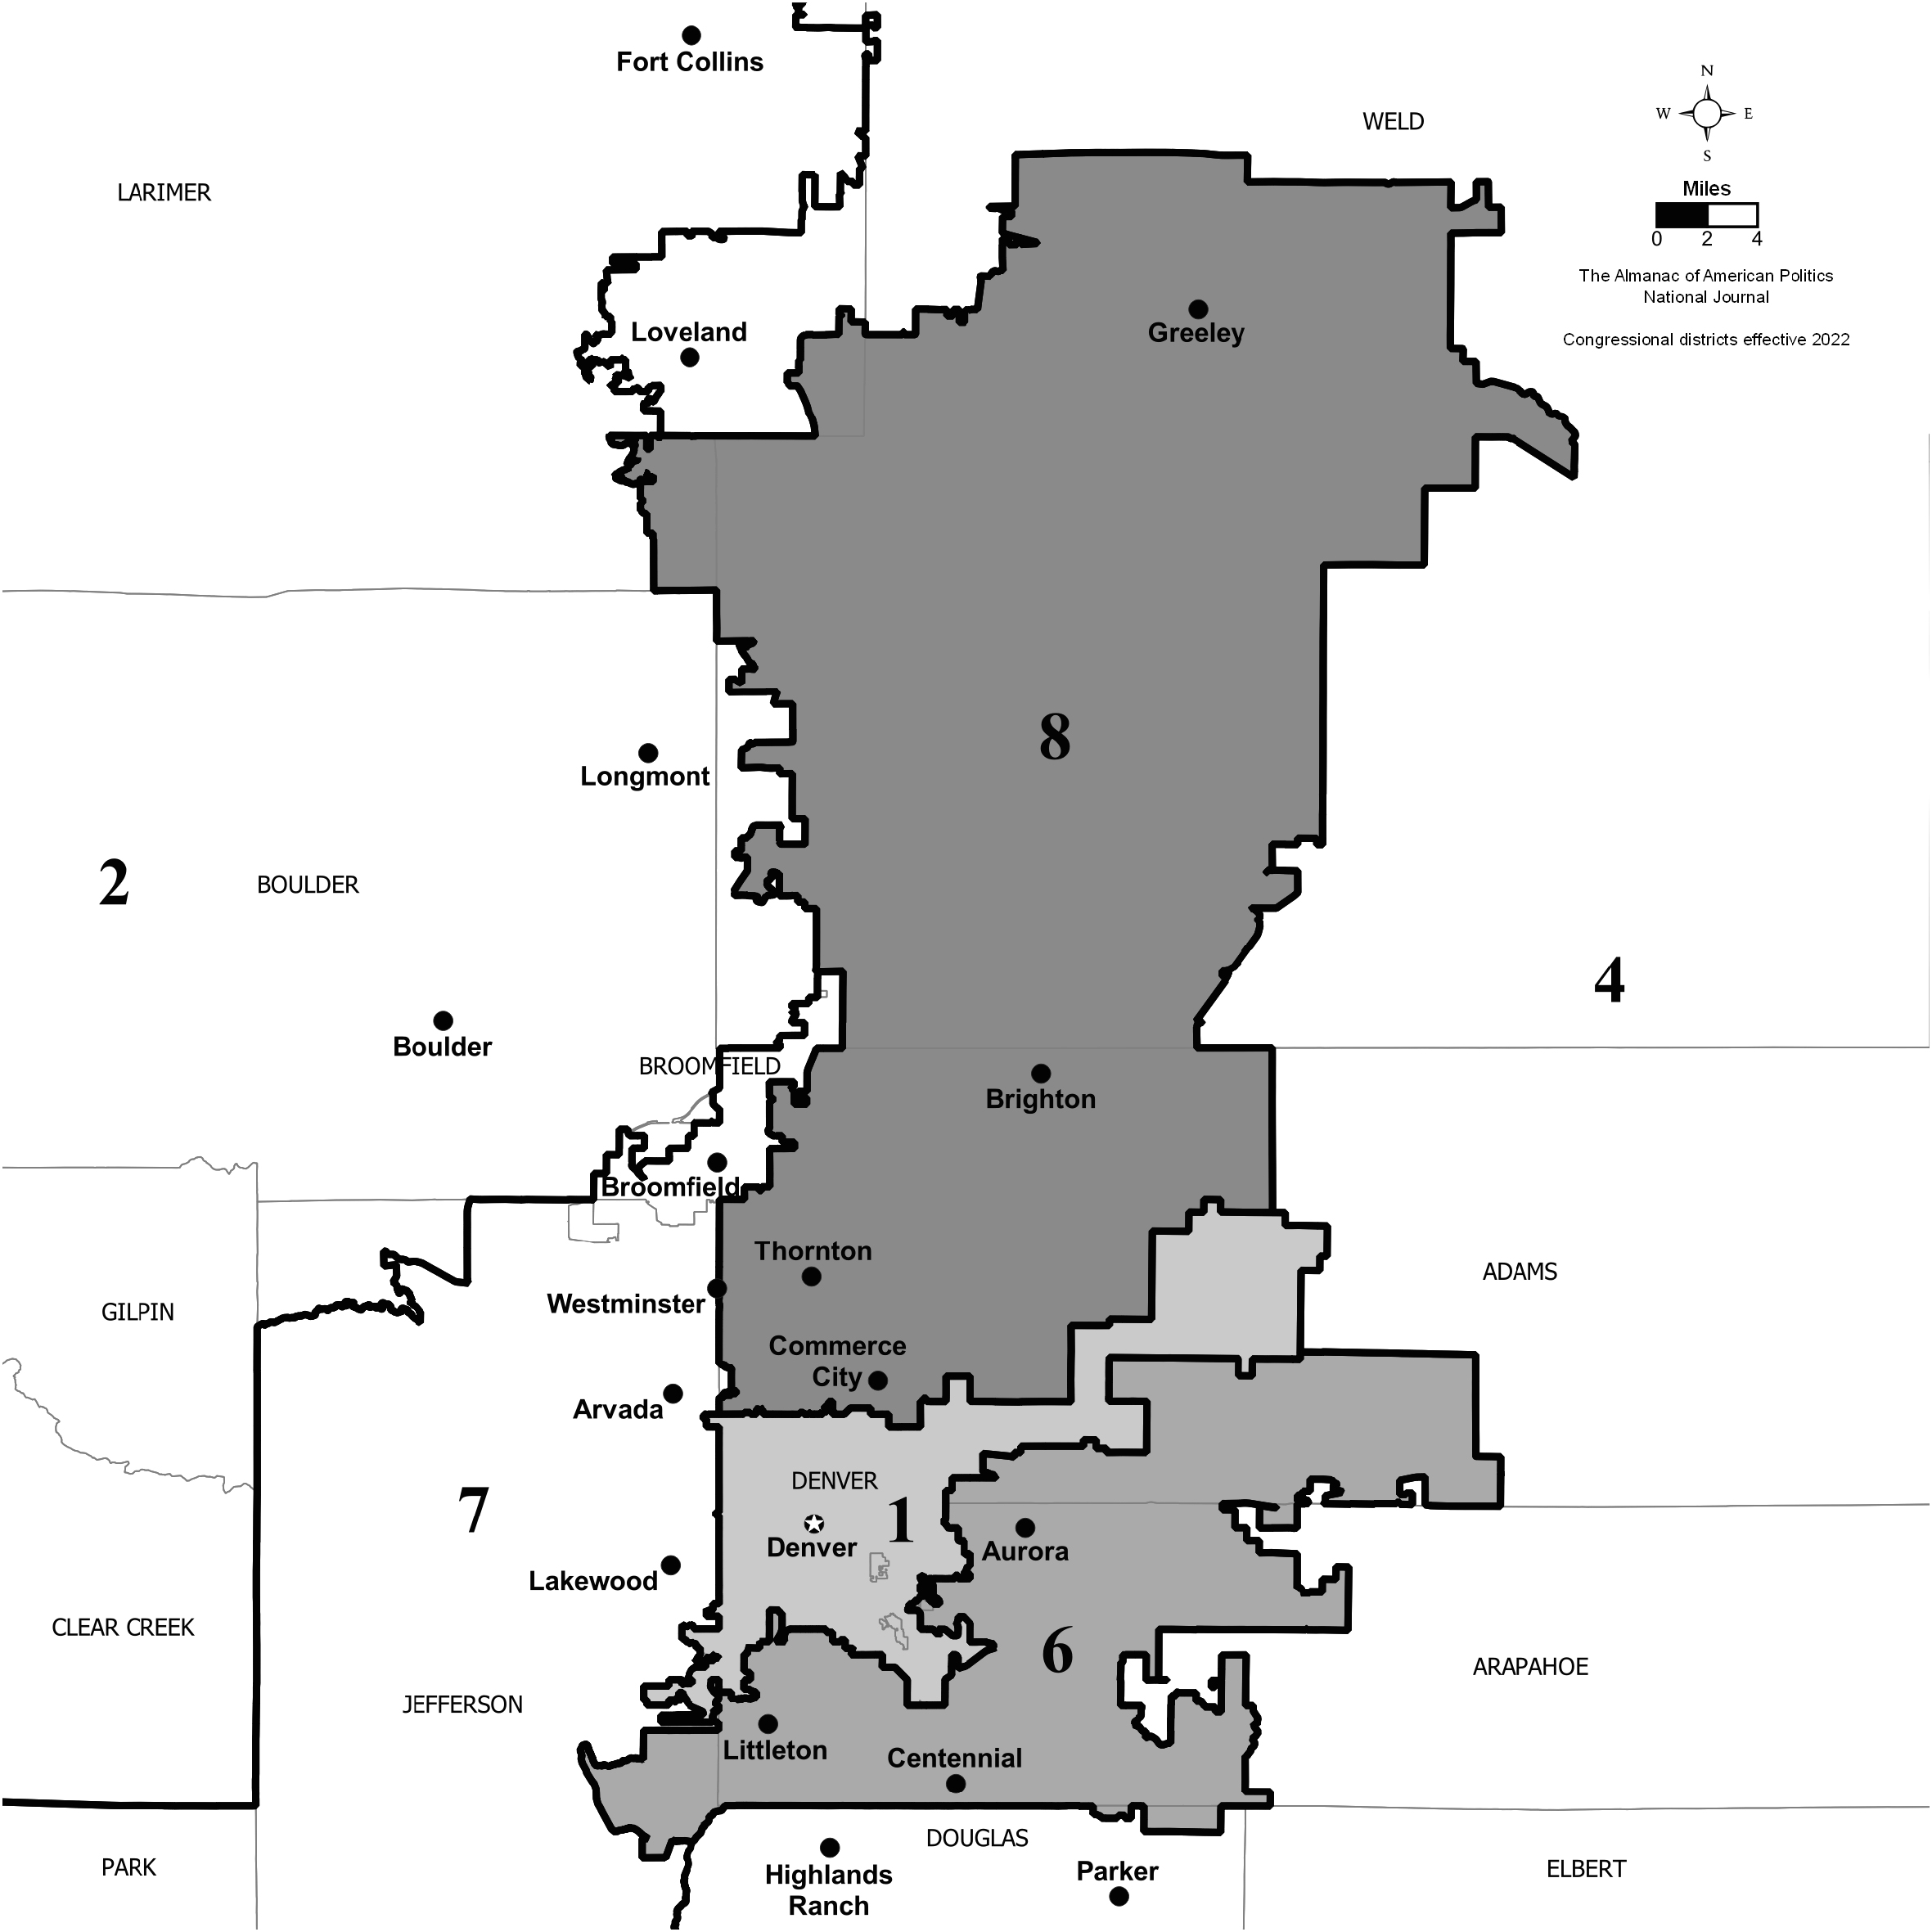 Fort Collins
N
W
E
S
WELD
Miles
0 2 4
LARIMER
The Almanac of American Politics
National Journal
Congressional districts effective 2022
Loveland
Greeley
8
Longmont
2
BOULDER
4
Boulder
BROOMFIELD
Brighton
Broomfield
Thornton
ADAMS
Westminster
GILPIN
Commerce
City
Arvada
DENVER
7
1
Denver
Aurora
Lakewood
CLEAR CREEK
6
ARAPAHOE
JEFFERSON
Littleton
Centennial
DOUGLAS
PARK
Highlands
Ranch
Parker
ELBERT